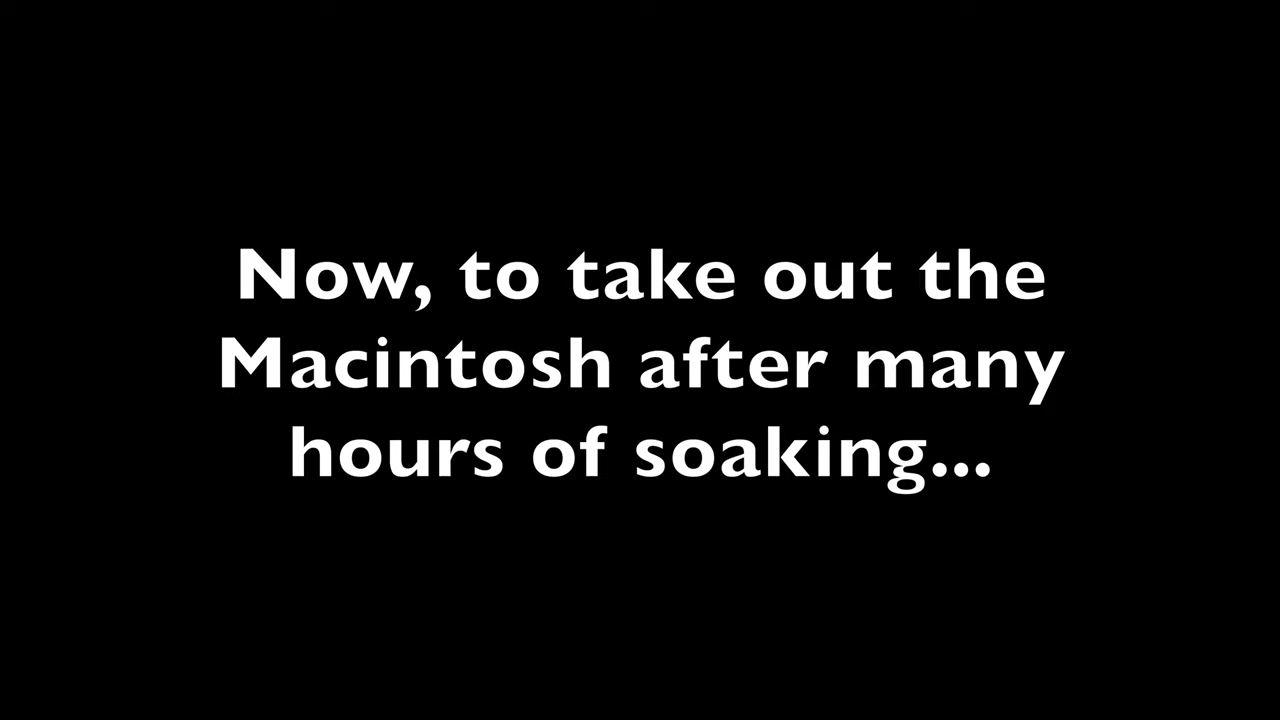 Now, to take out the
Macintosh after many
hours of soaking...